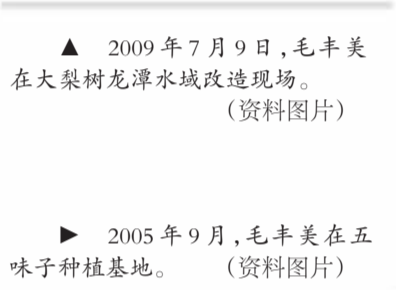 ▲ 2009年7月9日,毛丰美
在大梨树龙潭水域改造现场。
(资料图片)
▶ 2005年9月,毛丰美在五
味子种植基地。 (资料图片)